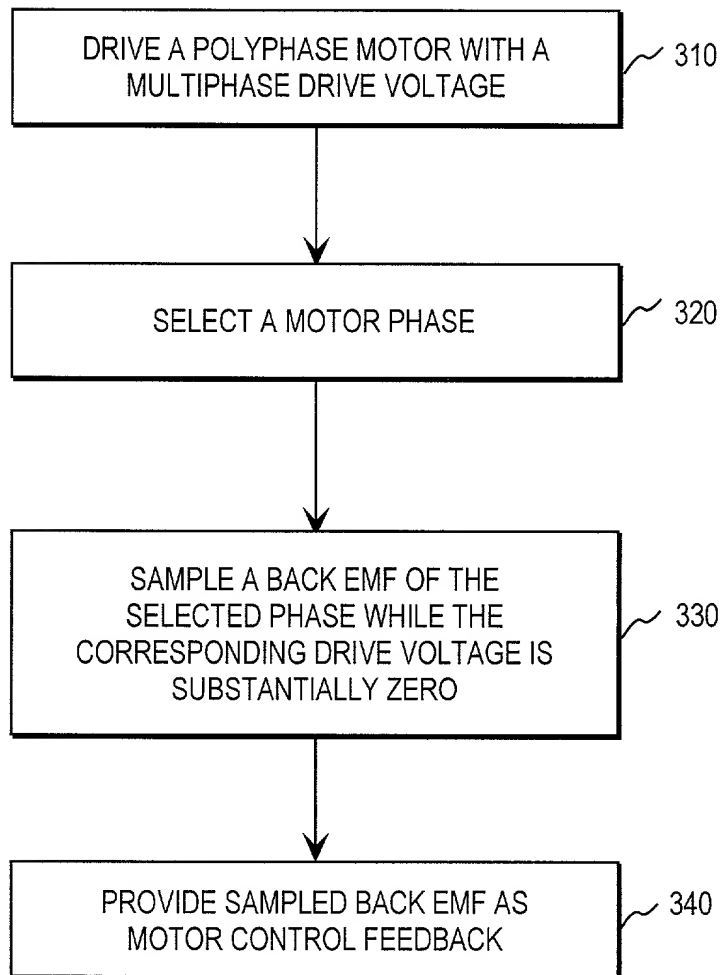 DRIVE A POLYPHASE MOTOR WITH A
MULTIPHASE DRIVE VOLTAGE
310
SELECT A MOTOR PHASE
320
SAMPLE A BACK EMF OF THE
SELECTED PHASE WHILE THE
CORRESPONDING DRIVE VOLTAGE IS
SUBSTANTIALLY ZERO
330
PROVIDE SAMPLED BACK EMF AS
MOTOR CONTROL FEEDBACK
340